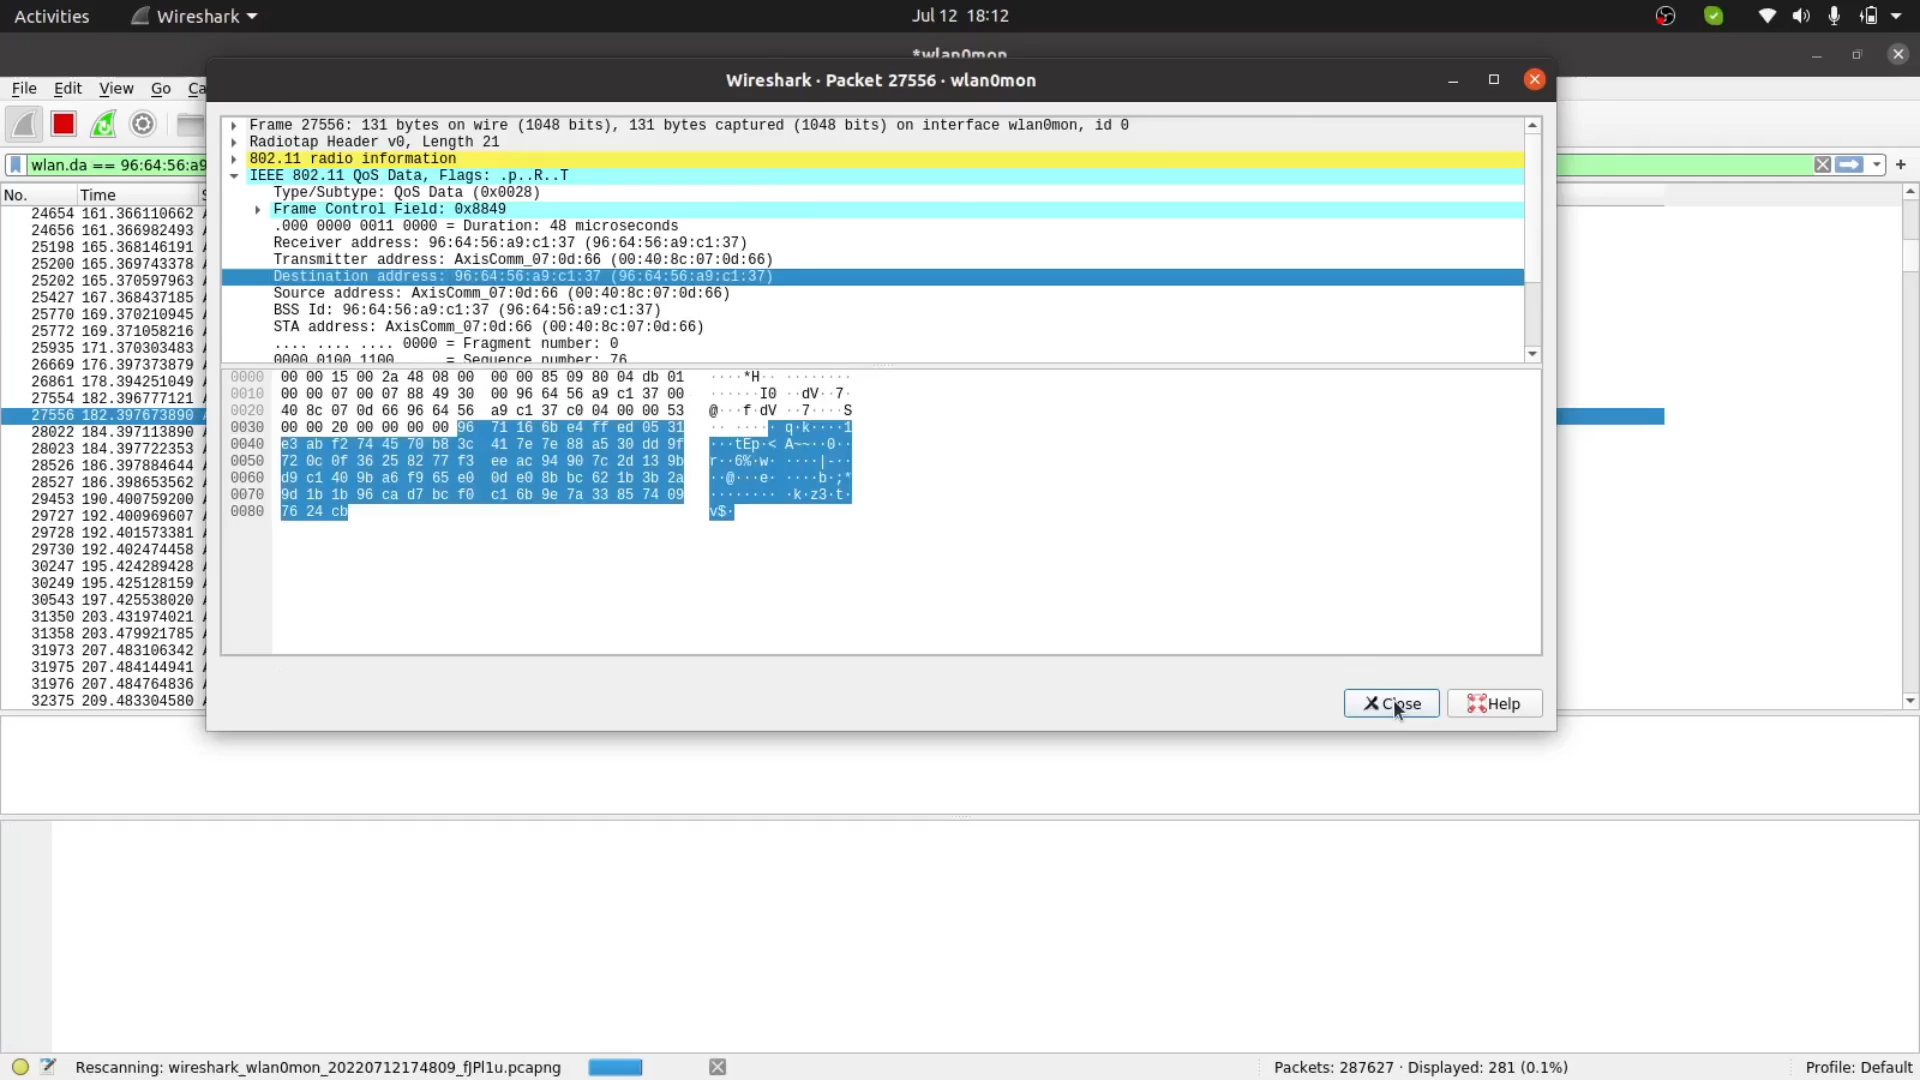 Activities Wireshark Jul 12 18:12
*wlan0mon
Wireshark · Packet 27556 · wlan0mon
File Edit View Go Ca
wlan.da == 96:64:56:a9
No. Time S
24654 161.366110662 A
24656 161.366982493 A
25198 165.368146191 A
25200 165.369743378 A
25202 165.370597963 A
25427 167.368437185 A
25770 169.370210945 A
25772 169.371058216 A
25935 171.370303483 A
26669 176.397373879 A
26861 178.394251049 A
27554 182.396777121 A
27556 182.397673890 A
28022 184.397113890 A
28023 184.397722353 A
28526 186.397884644 A
28527 186.398653562 A
29453 190.400759200 A
29727 192.400969607 A
29728 192.401573381 A
29730 192.402474458 A
30247 195.424289428 A
30249 195.425128159 A
30543 197.425538020 A
31350 203.431974021 A
31358 203.479921785 A
31973 207.483106342 A
31975 207.484144941 A
31976 207.484764836 A
32375 209.483304580 A
Frame 27556: 131 bytes on wire (1048 bits), 131 bytes captured (1048 bits) on interface wlan0mon, id 0
Radiotap Header v0, Length 21
802.11 radio information
IEEE 802.11 QoS Data, Flags: .p..R..T
Type/Subtype: QoS Data (0x0028)
Frame Control Field: 0x8849
.000 0000 0011 0000 = Duration: 48 microseconds
Receiver address: 96:64:56:a9:c1:37 (96:64:56:a9:c1:37)
Transmitter address: AxisComm_07:0d:66 (00:40:8c:07:0d:66)
Destination address: 96:64:56:a9:c1:37 (96:64:56:a9:c1:37)
Source address: AxisComm_07:0d:66 (00:40:8c:07:0d:66)
BSS Id: 96:64:56:a9:c1:37 (96:64:56:a9:c1:37)
STA address: AxisComm_07:0d:66 (00:40:8c:07:0d:66)
.... .... .... 0000 = Fragment number: 0
0000 0100 1100 .... = Sequence number: 76
0000 00 00 15 00 2a 48 08 00 00 00 85 09 80 04 db 01 ····*H·· ········
0010 00 00 07 00 07 88 49 30 00 96 64 56 a9 c1 37 00 ······I0 ··dV··7·
0020 40 8c 07 0d 66 96 64 56 a9 c1 37 c0 04 00 00 53 @···f·dV ··7····S
0030 00 00 20 00 00 00 00 96 71 16 6b e4 ff ed 05 31 ·· ····· q·k····1
0040 e3 ab f2 74 45 70 b8 3c 41 7e 7e 88 a5 30 dd 9f ···tEp·< A~~··0··
0050 72 0c 0f 36 25 82 77 f3 ee ac 94 90 7c 2d 13 9b r··6%·w· ····|-··
0060 d9 c1 40 9b a6 f9 65 e0 0d e0 8b bc 62 1b 3b 2a ··@···e· ····b·;*
0070 9d 1b 1b 96 ca d7 bc f0 c1 6b 9e 7a 33 85 74 09 ········ ·k·z3·t·
0080 76 24 cb v$·
Close Help
Rescanning: wireshark_wlan0mon_20220712174809_fJPl1u.pcapng Packets: 287627 · Displayed: 281 (0.1%) Profile: Default